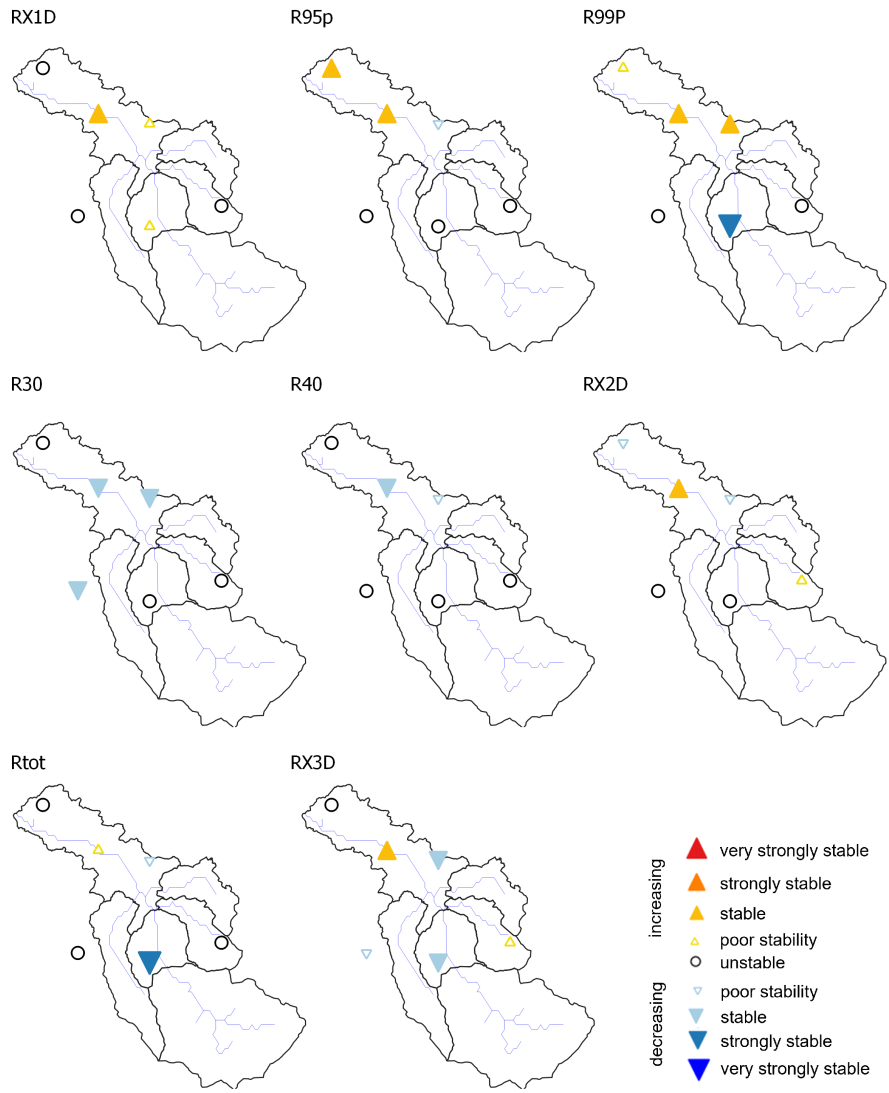 RX1D
R95p
R99P
R30
R40
RX2D
Rtot
RX3D
increasing
very strongly stable
strongly stable
stable
poor stability
unstable
decreasing
poor stability
stable
strongly stable
very strongly stable